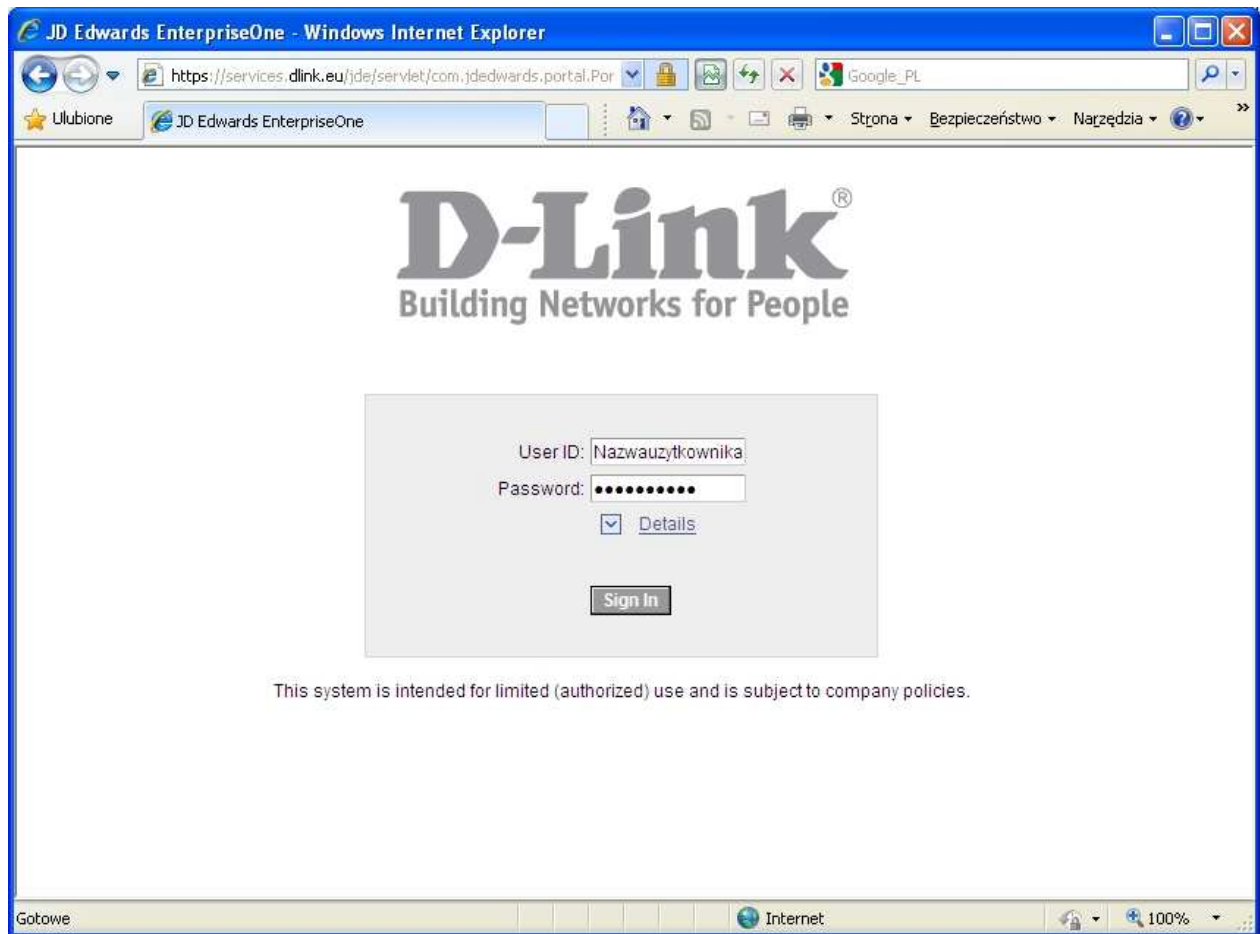 JD Edwards EnterpriseOne - Windows Internet Explorer
https://services.dlink.eu/jde/servlet/com.jdedwards.portal.Por
Google_PL
Ulubione
JD Edwards EnterpriseOne
Strona
Bezpieczeństwo
Narzędzia
»
D-Link®
Building Networks for People
User ID: Nazwauzytkownika
Password: ••••••••••
Details
Sign In
This system is intended for limited (authorized) use and is subject to company policies.
Gotowe
Internet
100%